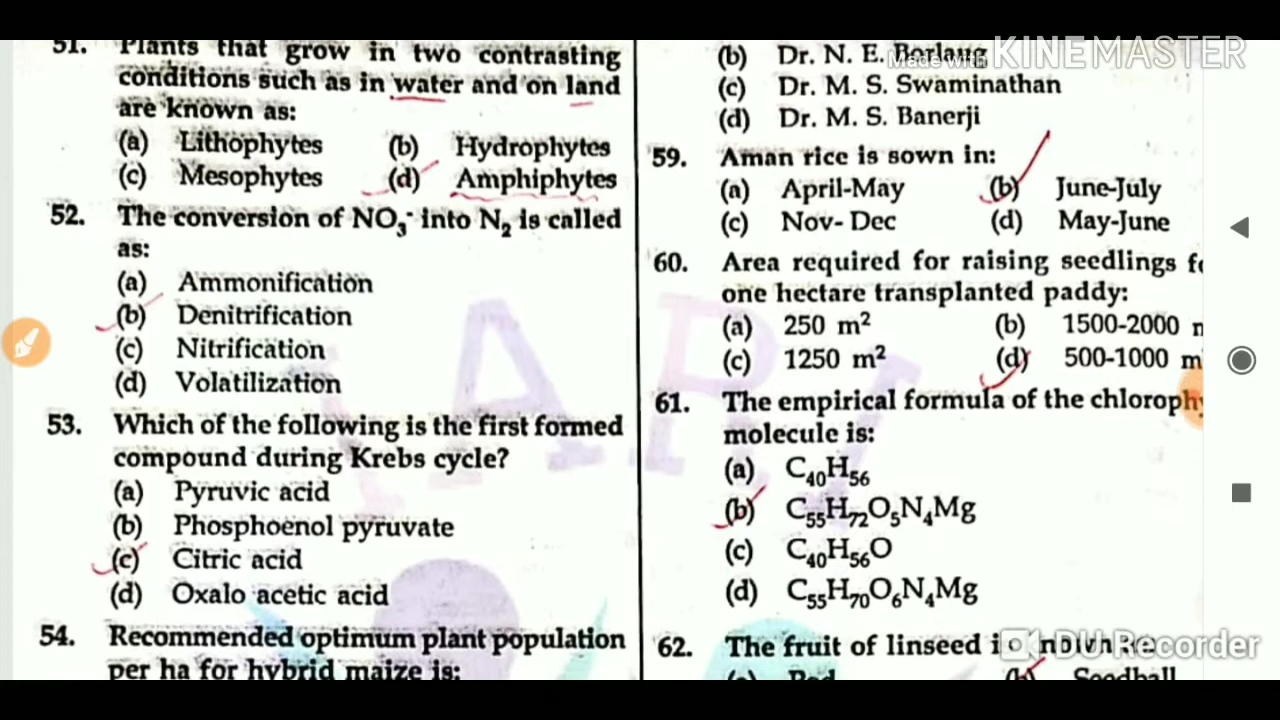 51. Plants that grow in two contrasting
conditions such as in water and on land
are known as:
(a) Lithophytes (b) Hydrophytes
(c) Mesophytes (d) Amphiphytes
52. The conversion of NO₃⁻ into N₂ is called
as:
(a) Ammonification
(b) Denitrification
(c) Nitrification
(d) Volatilization
53. Which of the following is the first formed
compound during Krebs cycle?
(a) Pyruvic acid
(b) Phosphoenol pyruvate
(c) Citric acid
(d) Oxalo acetic acid
54. Recommended optimum plant population
per ha for hybrid maize is:
(b) Dr. N. E. Borlaug
(c) Dr. M. S. Swaminathan
(d) Dr. M. S. Banerji
59. Aman rice is sown in:
(a) April-May (b) June-July
(c) Nov- Dec (d) May-June
60. Area required for raising seedlings
one hectare transplanted paddy:
(a) 250 m² (b) 1500-2000
(c) 1250 m² (d) 500-1000 m
61. The empirical formula of the chloroph
molecule is:
(a) C₄₀H₅₆
(b) C₅₅H₇₂O₅N₄Mg
(c) C₄₀H₅₆O
(d) C₅₅H₇₀O₆N₄Mg
62. The fruit of linseed is known as
(b) Seedball
Made with KINEMASTER
DU Recorder